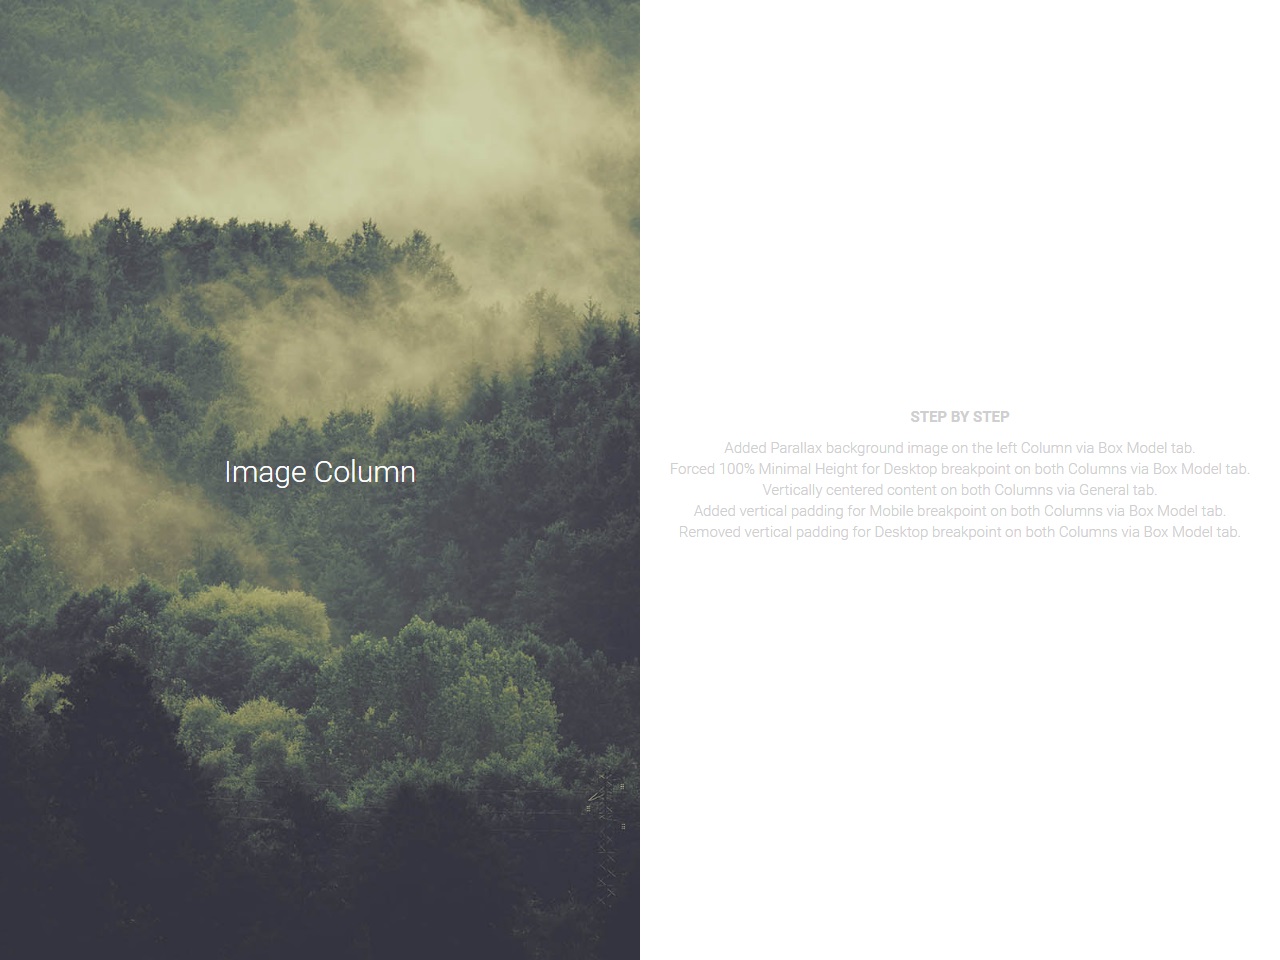 Image Column
STEP BY STEP
Added Parallax background image on the left Column via Box Model tab.
Forced 100% Minimal Height for Desktop breakpoint on both Columns via Box Model tab.
Vertically centered content on both Columns via General tab.
Added vertical padding for Mobile breakpoint on both Columns via Box Model tab.
Removed vertical padding for Desktop breakpoint on both Columns via Box Model tab.